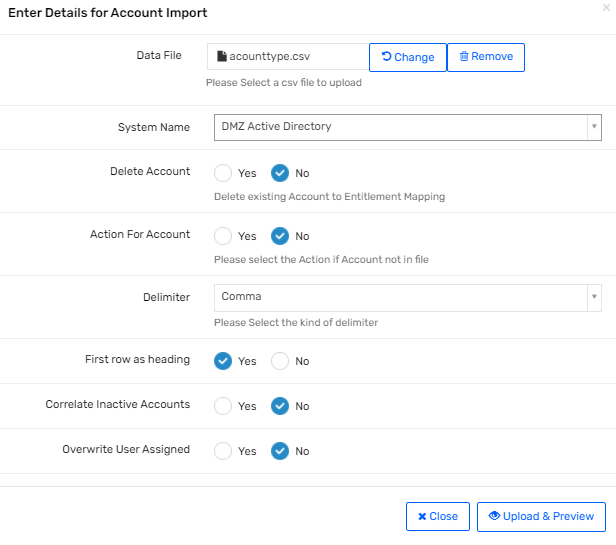 Enter Details for Account Import
Data File
acounttype.csv
Change
Remove
Please Select a csv file to upload
System Name
DMZ Active Directory
Delete Account
Yes
No
Delete existing Account to Entitlement Mapping
Action For Account
Yes
No
Please select the Action if Account not in file
Delimiter
Comma
Please Select the kind of delimiter
First row as heading
Yes
No
Correlate Inactive Accounts
Yes
No
Overwrite User Assigned
Yes
No
Close
Upload & Preview